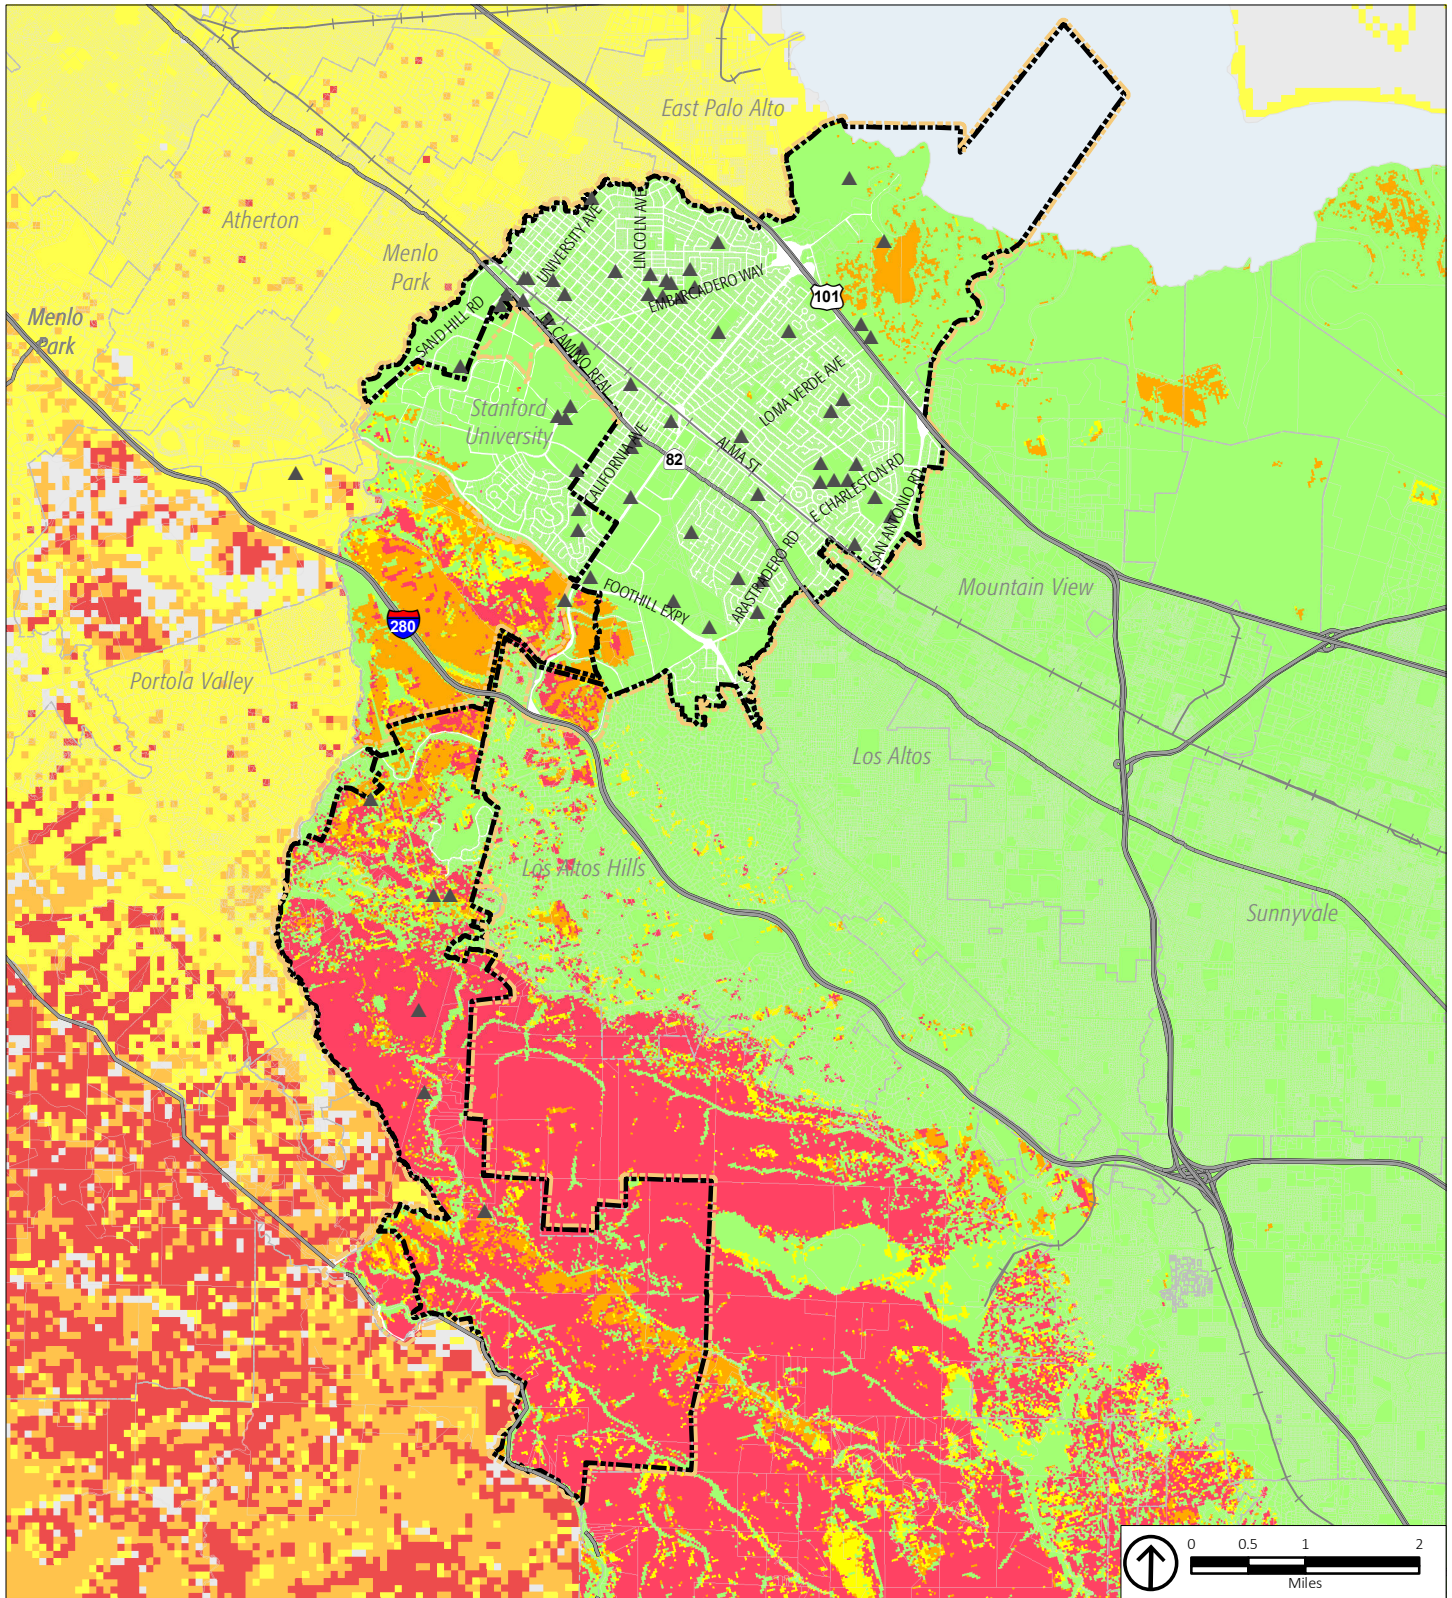 East Palo Alto
Atherton
Menlo
Park
UNIVERSITY AVE
LINCOLN AVE
EMBARCADERO WAY
101
SAND HILL RD
EL CAMINO REAL
Menlo
Park
Stanford
University
LOMA VERDE AVE
CALIFORNIA AVE
82
ALMA ST
E CHARLESTON RD
SAN ANTONIO RD
ARASTRADERO RD
FOOTHILL EXPY
Mountain View
280
Portola Valley
Los Altos
Los Altos Hills
Sunnyvale
0 0.5 1 2
Miles